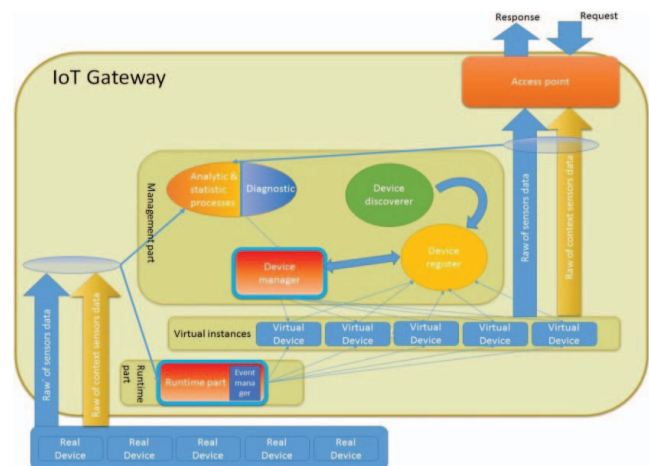 Response
Request
IoT Gateway
Access point
Management part
Analytic &
statistic
processes
Diagnostic
Device
discoverer
Device
manager
Device
register
Raw of sensors data
Raw of context sensors data
Virtual instances
Virtual
Device
Virtual
Device
Virtual
Device
Virtual
Device
Virtual
Device
Runtime
part
Runtime part
Event
mana
ger
Raw' of sensors data
Raw of context sensors data
Real
Device
Real
Device
Real
Device
Real
Device
Real
Device